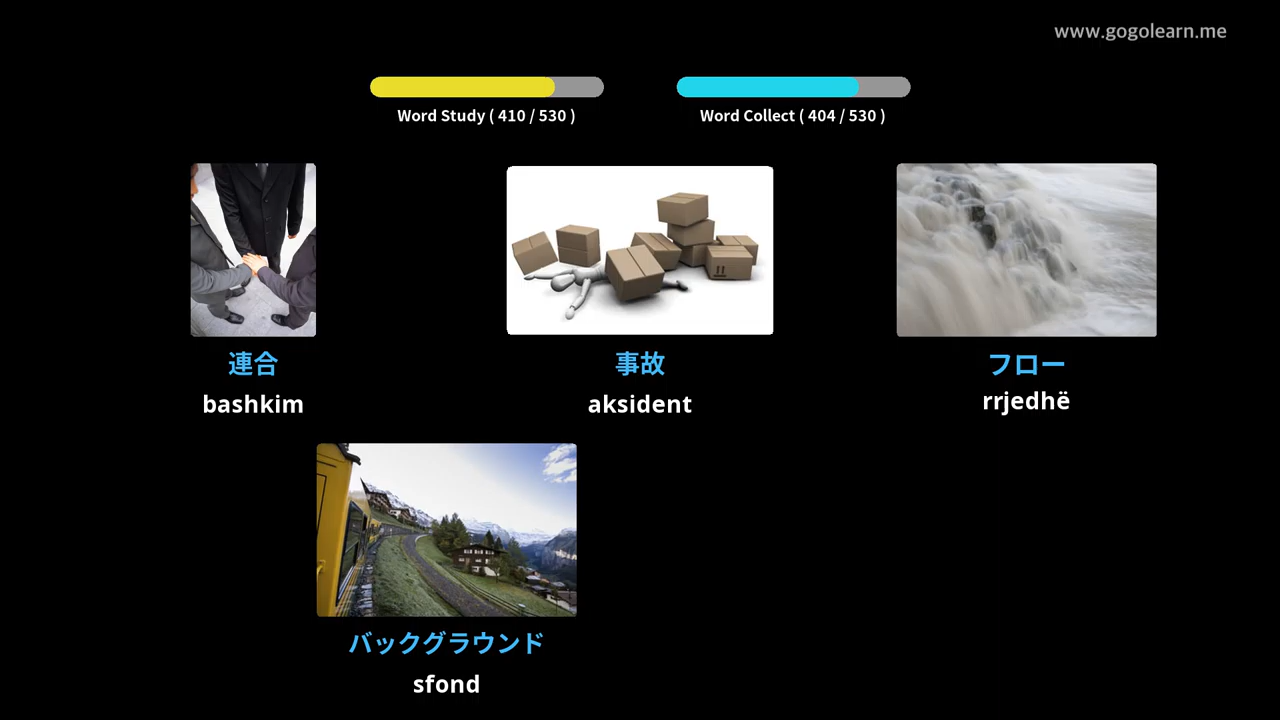 www.gogolearn.me
Word Study ( 410 / 530 )
Word Collect ( 404 / 530 )
連合
bashkim
事故
aksident
フロー
rrjedhë
バックグラウンド
sfond